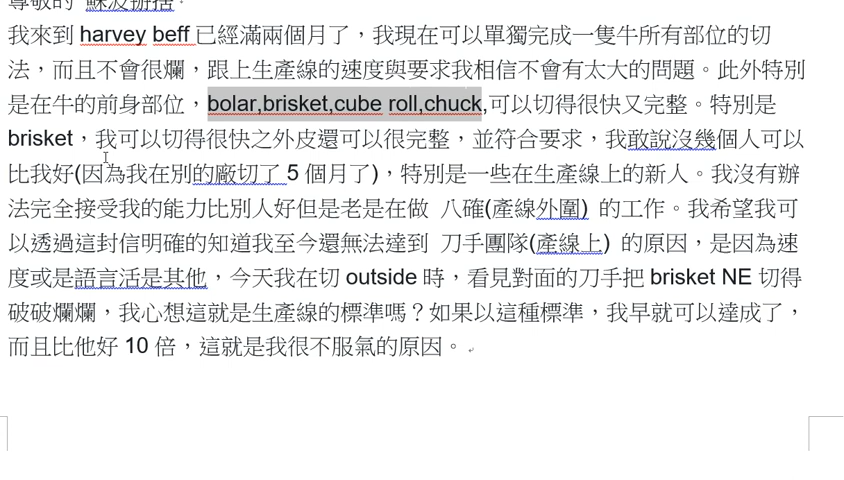 尊敬的 蘇波掰捨。
我來到 harvey beff 已經滿兩個月了，我現在可以單獨完成一隻牛所有部位的切
法，而且不會很爛，跟上生產線的速度與要求我相信不會有太大的問題。此外特別
是在牛的前身部位，bolar,brisket,cube roll,chuck,可以切得很快又完整。特別是
brisket，我可以切得很快之外皮還可以很完整，並符合要求，我敢說沒幾個人可以
比我好(因為我在別的廠切了 5 個月了)，特別是一些在生產線上的新人。我沒有辦
法完全接受我的能力比別人好但是老是在做 八確(產線外圍) 的工作。我希望我可
以透過這封信明確的知道我至今還無法達到 刀手團隊(產線上) 的原因，是因為速
度或是語言活是其他，今天我在切 outside 時，看見對面的刀手把 brisket NE 切得
破破爛爛，我心想這就是生產線的標準嗎？如果以這種標準，我早就可以達成了，
而且比他好 10 倍，這就是我很不服氣的原因。